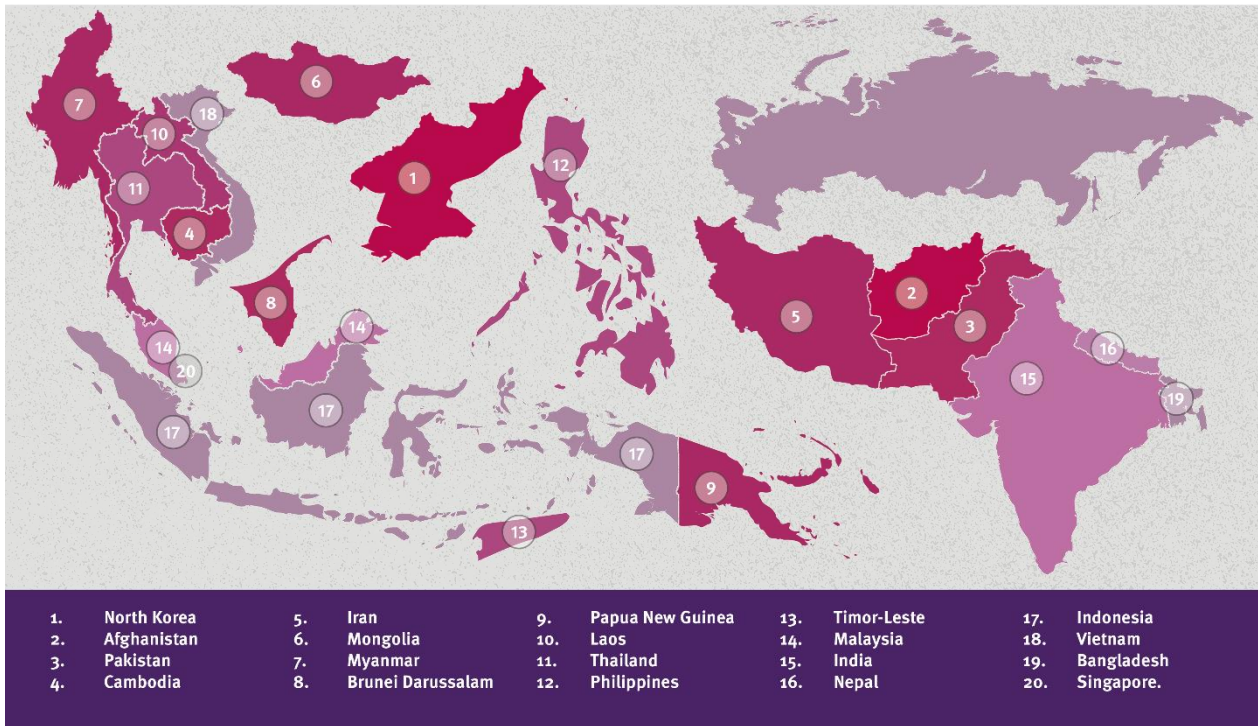 6
7
18
10
12
1
11
4
2
8
5
3
14
14
16
20
15
19
17
17
17
9
13
1. North Korea
2. Afghanistan
3. Pakistan
4. Cambodia
5. Iran
6. Mongolia
7. Myanmar
8. Brunei Darussalam
9. Papua New Guinea
10. Laos
11. Thailand
12. Philippines
13. Timor-Leste
14. Malaysia
15. India
16. Nepal
17. Indonesia
18. Vietnam
19. Bangladesh
20. Singapore.